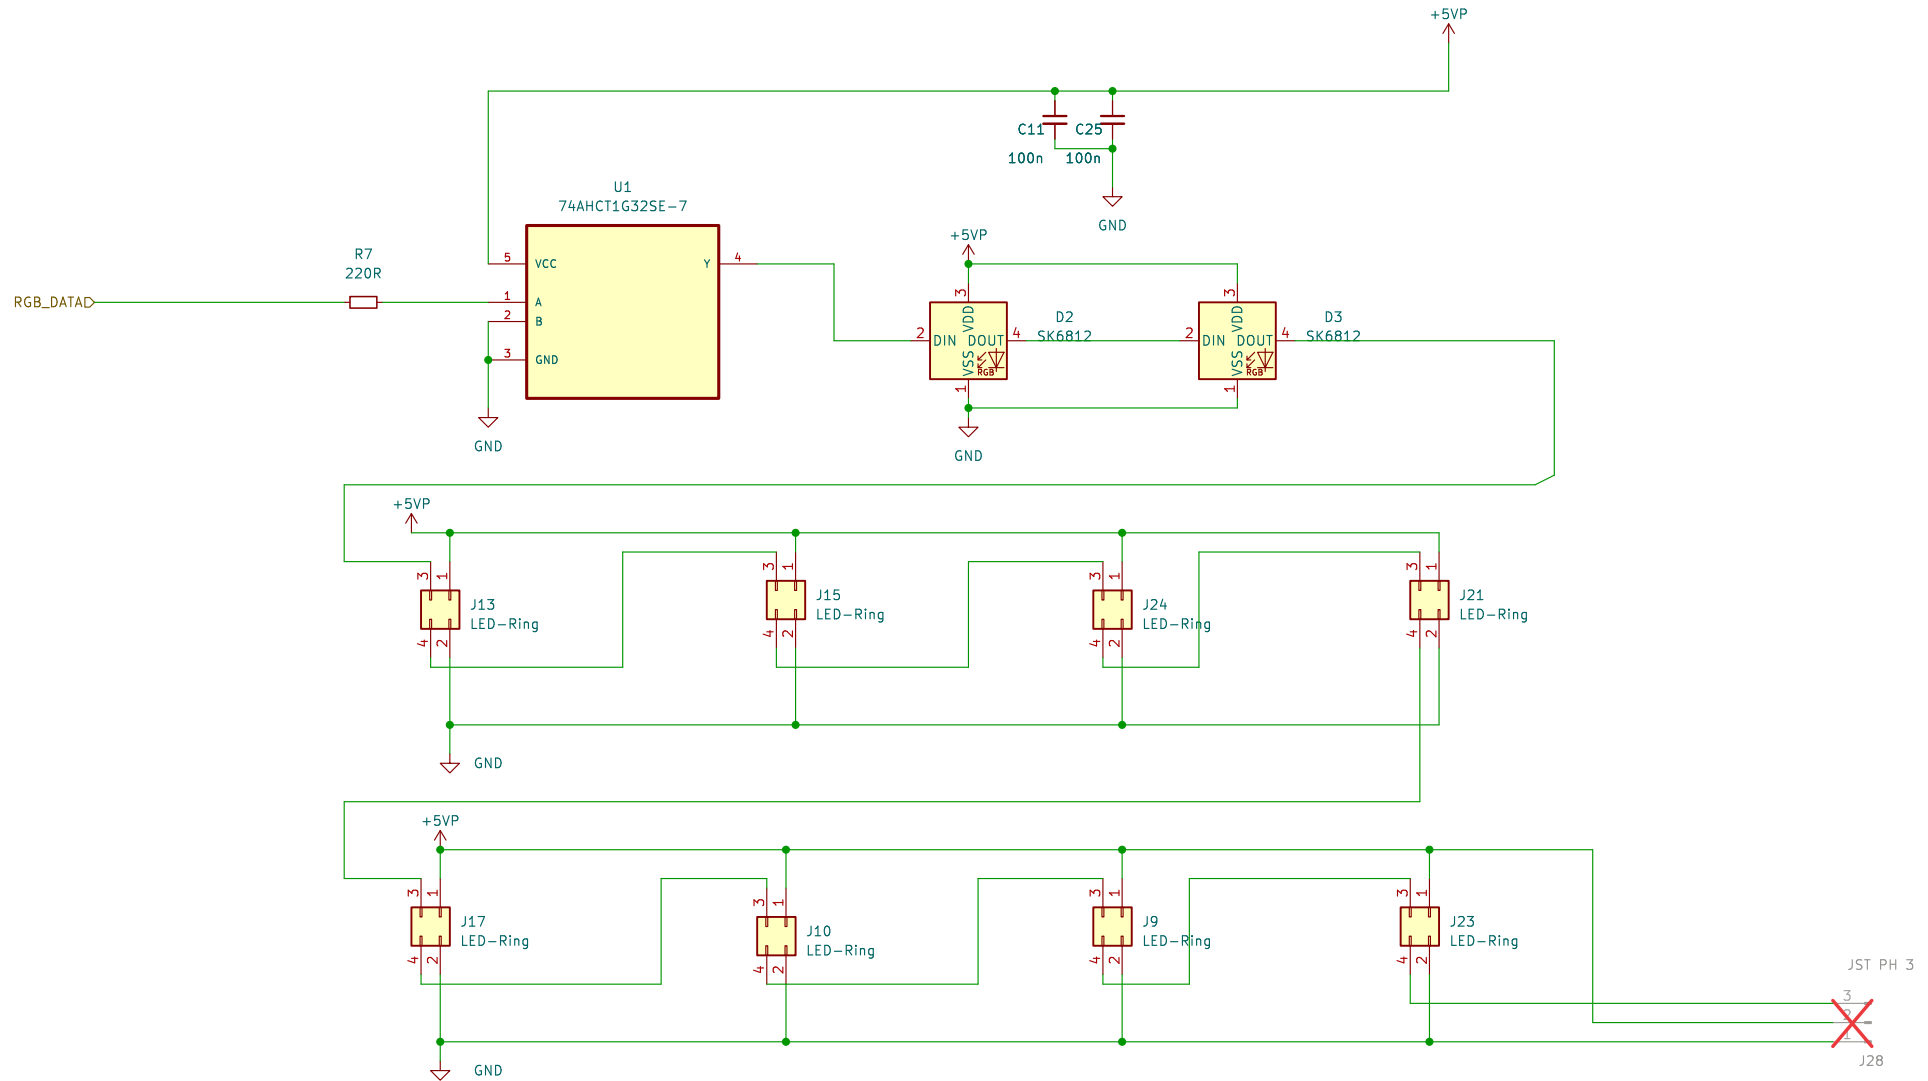 +5VP
C11
C25
100n
100n
GND
U1
74AHCT1G32SE-7
R7
220R
RGB_DATA
5
VCC
1
A
2
B
3
GND
Y
4
GND
+5VP
3
VDD
2
DIN
DOUT
4
VSS
RGB
1
D2
SK6812
GND
3
VDD
2
DIN
DOUT
4
VSS
RGB
1
D3
SK6812
+5VP
3
1
J13
LED-Ring
4
2
3
1
J15
LED-Ring
4
2
3
1
J24
LED-Ring
4
2
3
1
J21
LED-Ring
4
2
GND
+5VP
3
1
J17
LED-Ring
4
2
3
1
J10
LED-Ring
4
2
3
1
J9
LED-Ring
4
2
3
1
J23
LED-Ring
4
2
JST PH 3
3
2
1
J28
GND